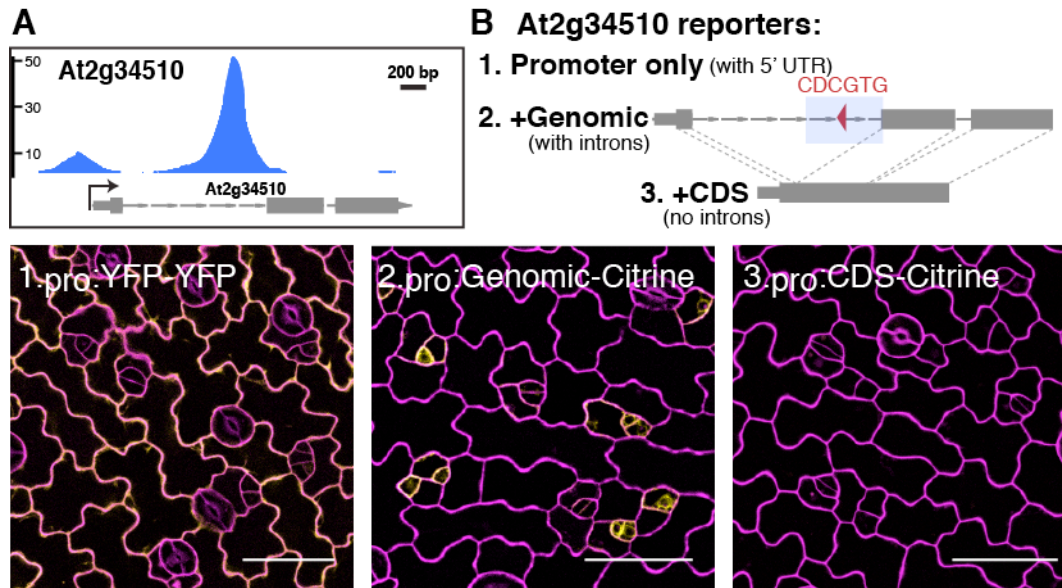 A
50
30
10
At2g34510
200 bp
At2g34510
B At2g34510 reporters:
1. Promoter only (with 5' UTR)
CDCGTG
2. +Genomic
(with introns)
3. +CDS
(no introns)
1.pro:YFP-YFP
2.pro:Genomic-Citrine
3.pro:CDS-Citrine